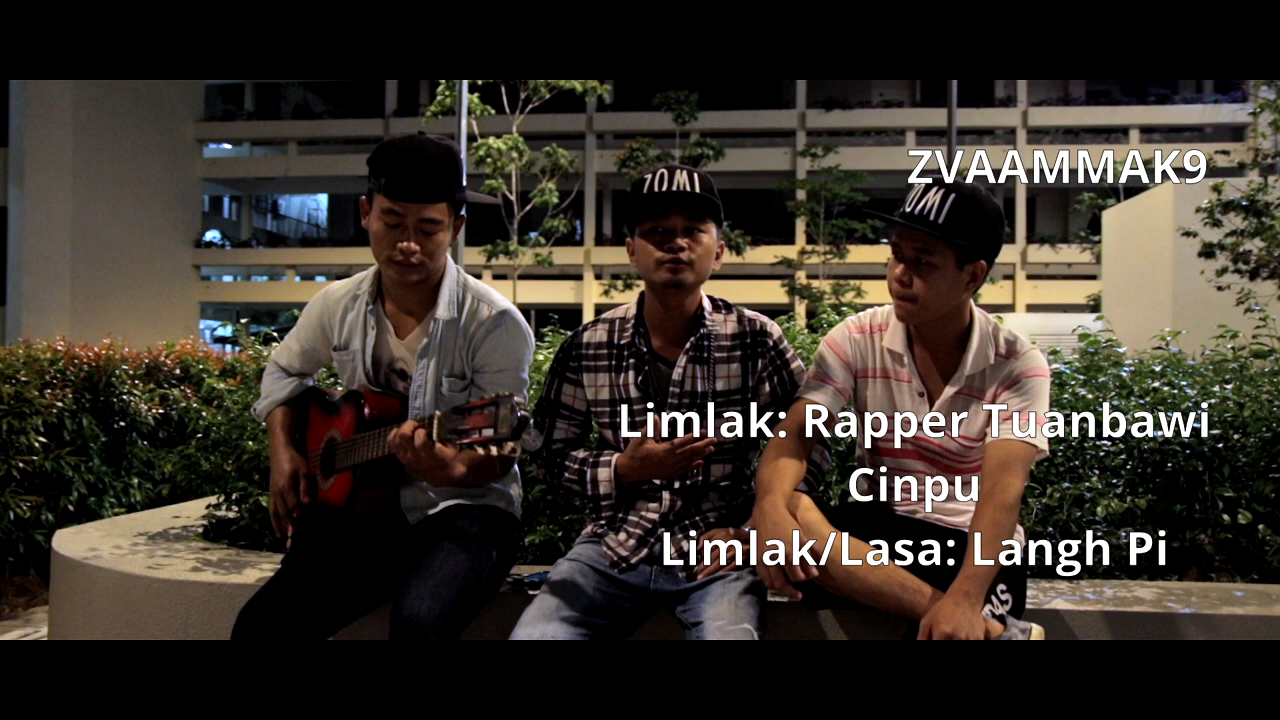 ZVAAMMAK9
ZOMI
ZOMI
Limlak: Rapper Tuanbawi
Cinpu
Limlak/Lasa: Langh Pi